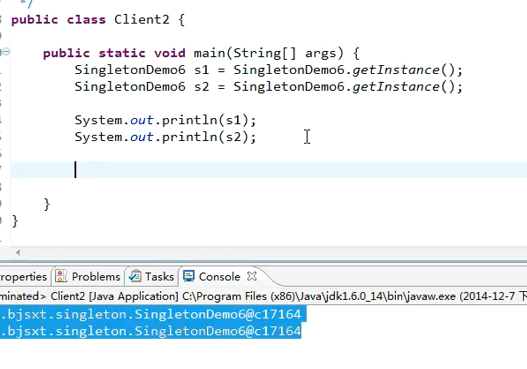 */
public class Client2 {
public static void main(String[] args) {
SingletonDemo6 s1 = SingletonDemo6.getInstance();
SingletonDemo6 s2 = SingletonDemo6.getInstance();
System.out.println(s1);
System.out.println(s2);
}
}
roperties Problems Tasks Console
minated> Client2 [Java Application] C:\Program Files (x86)\Java\jdk1.6.0_14\bin\javaw.exe (2014-12-7 下
.bjsxt.singleton.SingletonDemo6@c17164
.bjsxt.singleton.SingletonDemo6@c17164